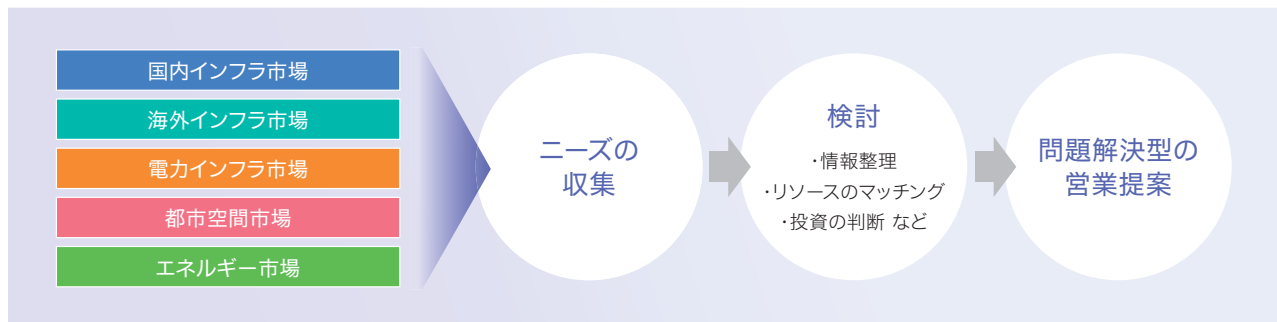 国内インフラ市場
海外インフラ市場
電力インフラ市場
都市空間市場
エネルギー市場
ニーズの
収集
検討
・情報整理
・リソースのマッチング
・投資の判断 など
問題解決型の
営業提案